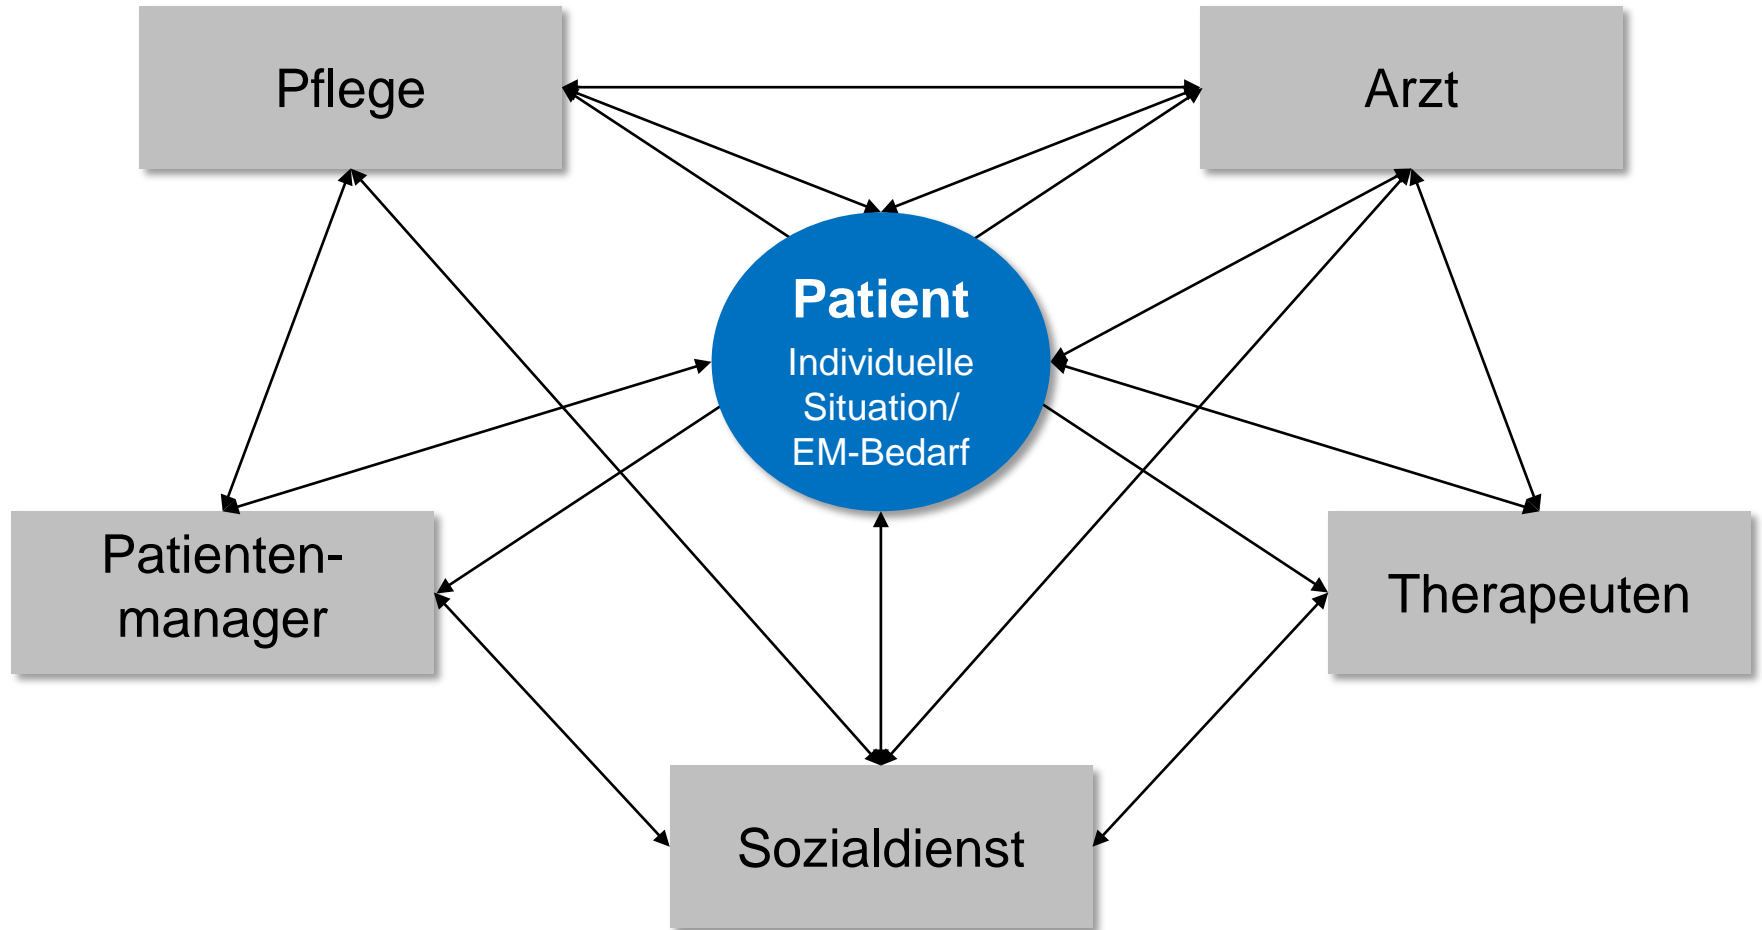 Pflege
Arzt
Patient
Individuelle
Situation/
EM-Bedarf
Patienten-
manager
Therapeuten
Sozialdienst